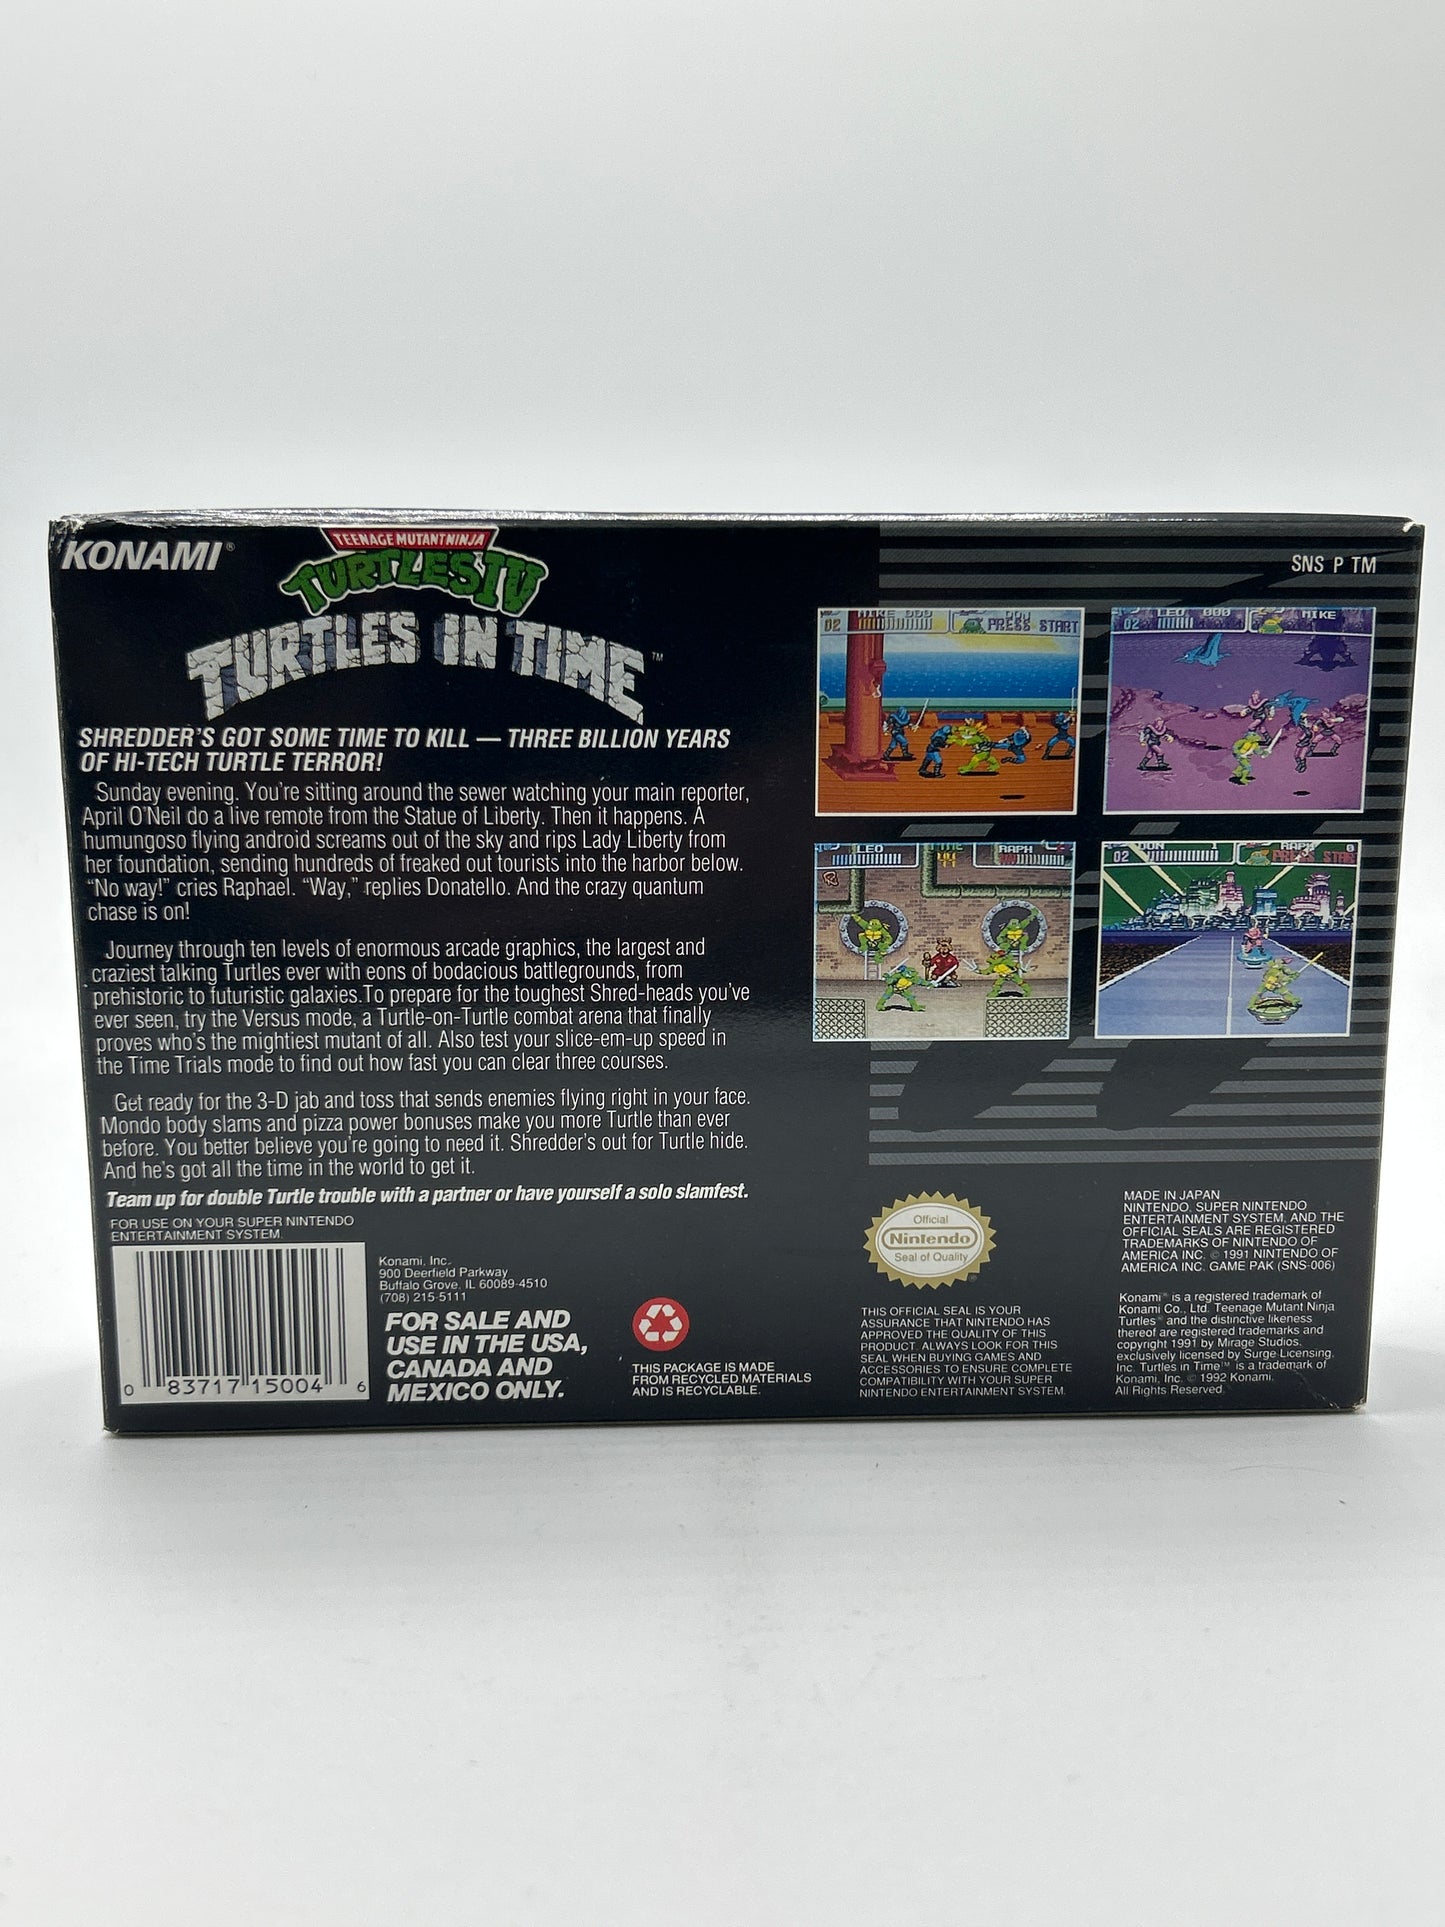 KONAMI®
TEENAGE MUTANT NINJA
TURTLES IV
TURTLES IN TIME™
SNS P TM
SHREDDER'S GOT SOME TIME TO KILL — THREE BILLION YEARS
OF HI-TECH TURTLE TERROR!
Sunday evening. You're sitting around the sewer watching your main reporter,
April O'Neil do a live remote from the Statue of Liberty. Then it happens. A
humungoso flying android screams out of the sky and rips Lady Liberty from
her foundation, sending hundreds of freaked out tourists into the harbor below.
“No way!” cries Raphael. “Way,” replies Donatello. And the crazy quantum
chase is on!
Journey through ten levels of enormous arcade graphics, the largest and
craziest talking Turtles ever with eons of bodacious battlegrounds, from
prehistoric to futuristic galaxies.To prepare for the toughest Shred-heads you've
ever seen, try the Versus mode, a Turtle-on-Turtle combat arena that finally
proves who's the mightiest mutant of all. Also test your slice-em-up speed in
the Time Trials mode to find out how fast you can clear three courses.
Get ready for the 3-D jab and toss that sends enemies flying right in your face.
Mondo body slams and pizza power bonuses make you more Turtle than ever
before. You better believe you're going to need it. Shredder's out for Turtle hide.
And he's got all the time in the world to get it.
Team up for double Turtle trouble with a partner or have yourself a solo slamfest.
FOR USE ON YOUR SUPER NINTENDO
ENTERTAINMENT SYSTEM.
0 83717 15004 6
Konami, Inc.
900 Deerfield Parkway
Buffalo Grove, IL 60089-4510
(708) 215-5111
FOR SALE AND
USE IN THE USA,
CANADA AND
MEXICO ONLY.
THIS PACKAGE IS MADE
FROM RECYCLED MATERIALS
AND IS RECYCLABLE.
02 MIKE 000 DON
PRESS START
02 LEO 000 MIKE
LEO TIME 44 RAPH
02 DON 1 RAPH 0
PRESS STAR
Official
Nintendo
Seal of Quality
THIS OFFICIAL SEAL IS YOUR
ASSURANCE THAT NINTENDO HAS
APPROVED THE QUALITY OF THIS
PRODUCT. ALWAYS LOOK FOR THIS
SEAL WHEN BUYING GAMES AND
ACCESSORIES TO ENSURE COMPLETE
COMPATIBILITY WITH YOUR SUPER
NINTENDO ENTERTAINMENT SYSTEM.
MADE IN JAPAN
NINTENDO, SUPER NINTENDO
ENTERTAINMENT SYSTEM, AND THE
OFFICIAL SEALS ARE REGISTERED
TRADEMARKS OF NINTENDO OF
AMERICA INC. © 1991 NINTENDO OF
AMERICA INC. GAME PAK (SNS-006)
Konami® is a registered trademark of
Konami Co., Ltd. Teenage Mutant Ninja
Turtles® and the distinctive likeness
thereof are registered trademarks and
copyright 1991 by Mirage Studios,
exclusively licensed by Surge Licensing,
Inc. Turtles in Time™ is a trademark of
Konami, Inc. © 1992 Konami.
All Rights Reserved.